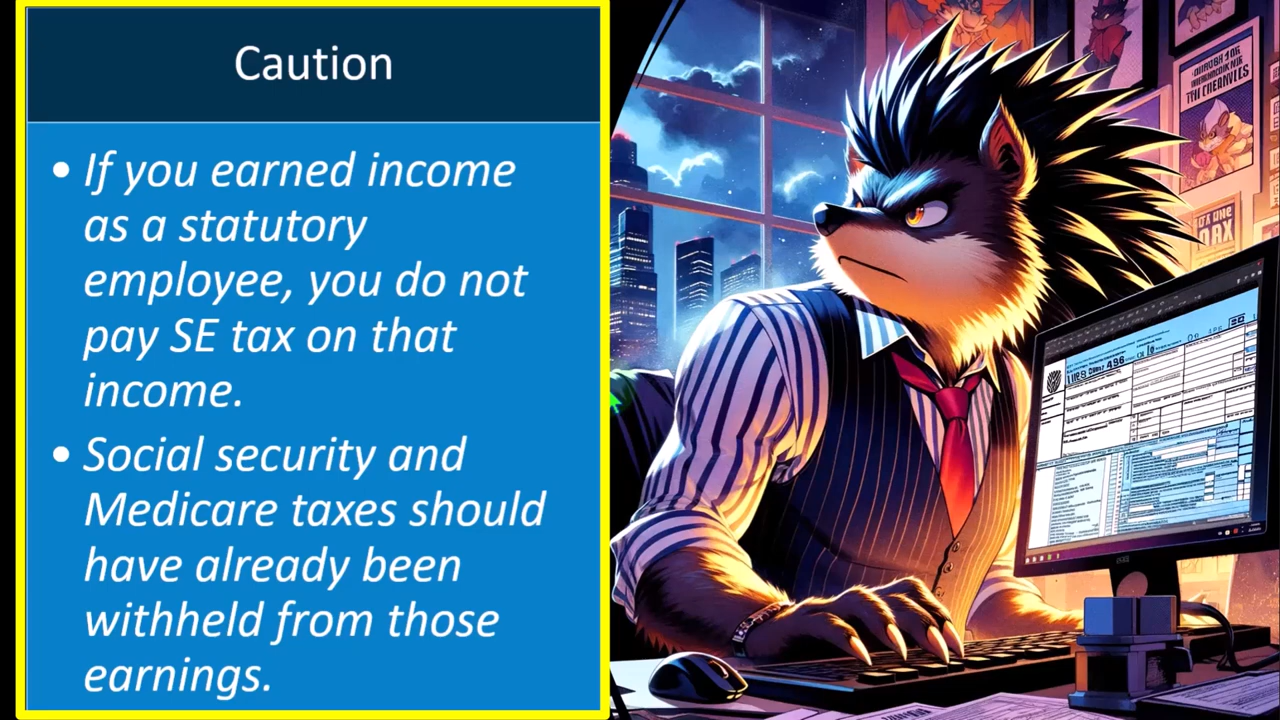 Caution
• If you earned income
as a statutory
employee, you do not
pay SE tax on that
income.
• Social security and
Medicare taxes should
have already been
withheld from those
earnings.